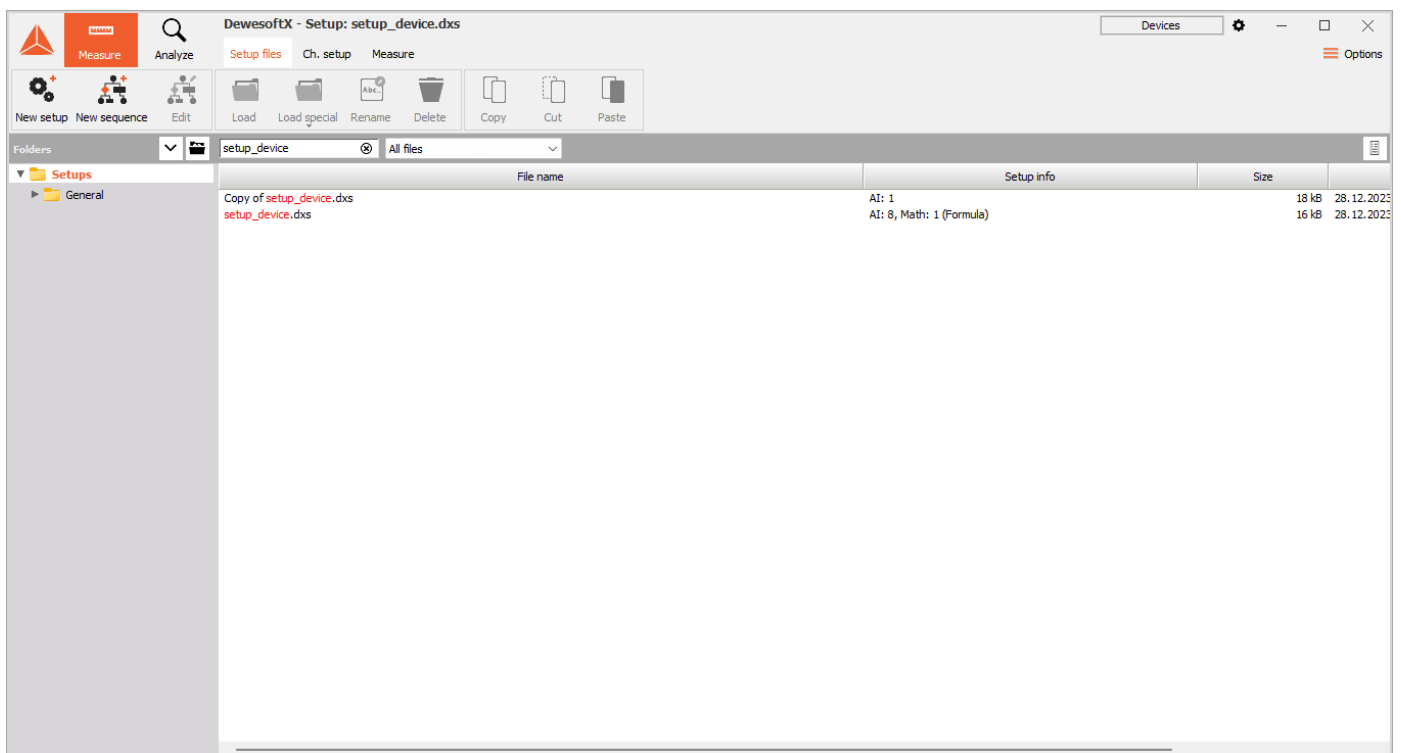 DewesoftX - Setup: setup_device.dxs
Devices
Measure
Analyze
Setup files
Ch. setup
Measure
Options
New setup
New sequence
Edit
Load
Load special
Abc..
Rename
Delete
Copy
Cut
Paste
Folders
setup_device
All files
Setups
General
File name
Setup info
Size
Copy of setup_device.dxs
AI: 1
18 kB
28.12.2023
setup_device.dxs
AI: 8, Math: 1 (Formula)
16 kB
28.12.2023